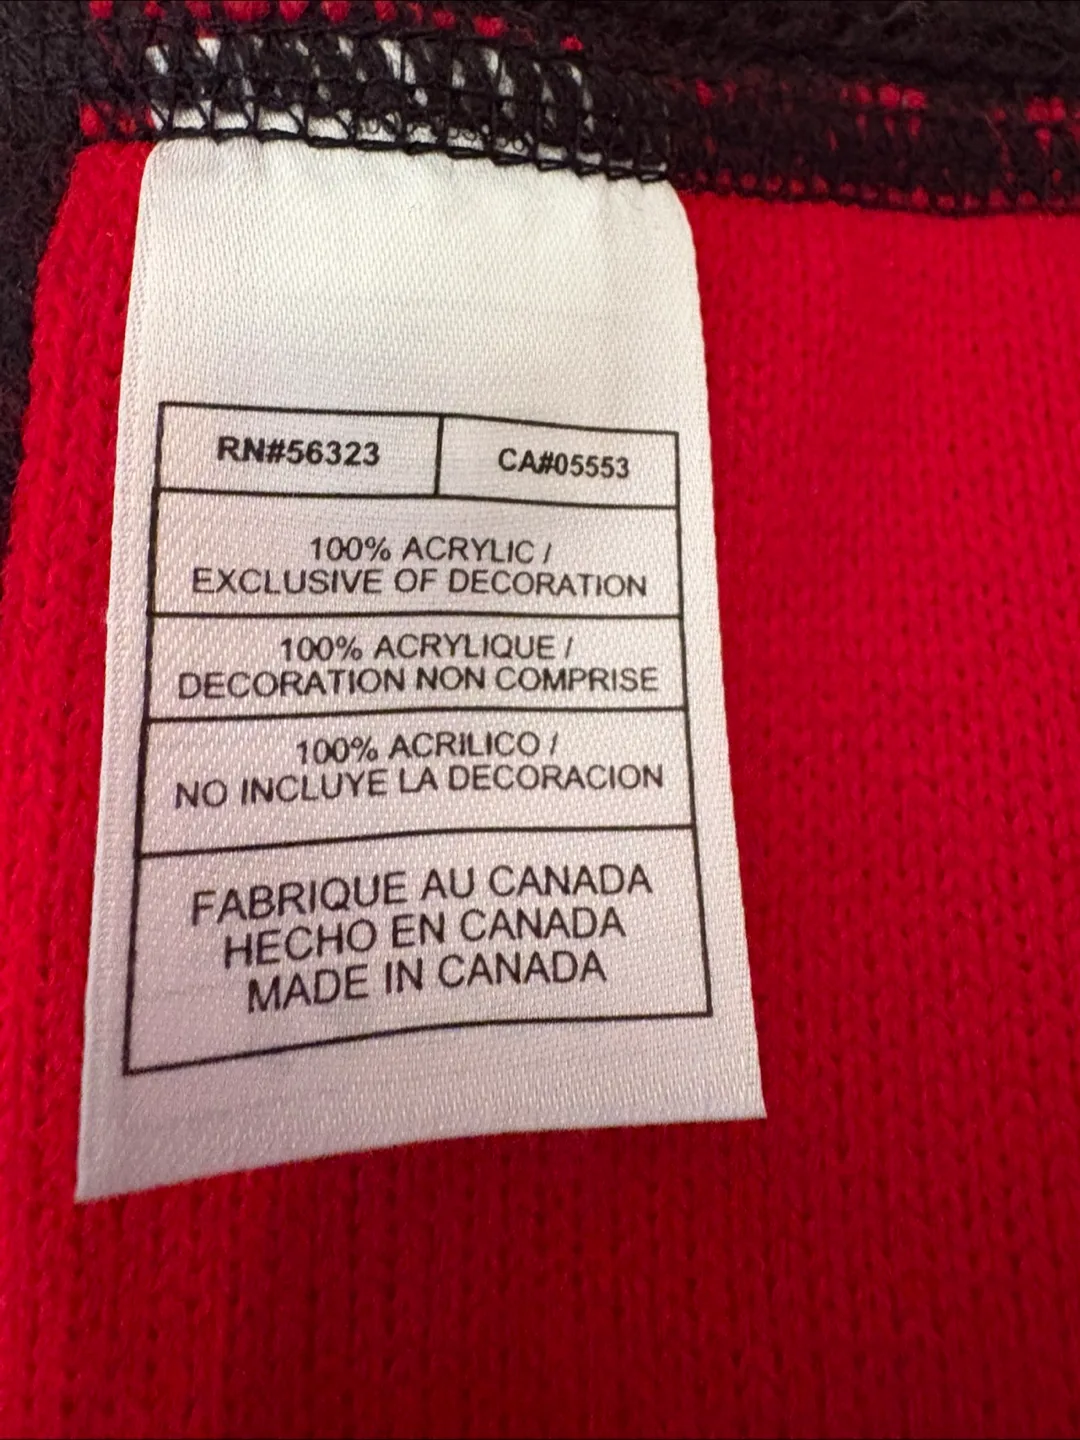 RN#56323 CA#05553
100% ACRYLIC /
EXCLUSIVE OF DECORATION
100% ACRYLIQUE /
DECORATION NON COMPRISE
100% ACRILICO /
NO INCLUYE LA DECORACION
FABRIQUE AU CANADA
HECHO EN CANADA
MADE IN CANADA